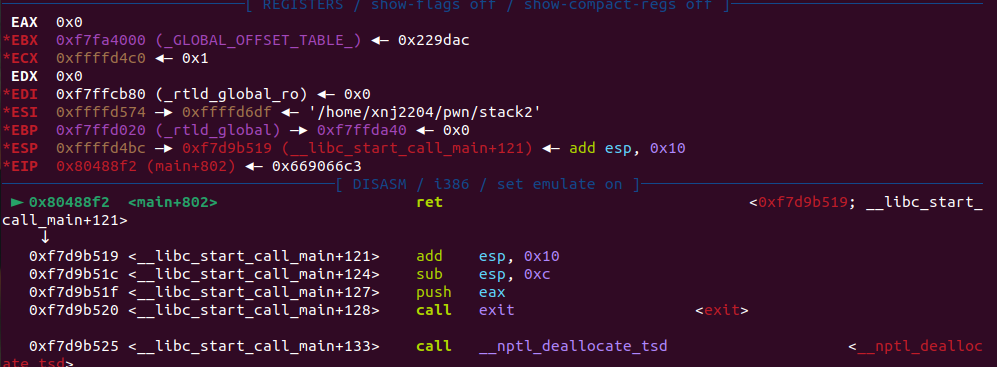 [ REGISTERS / show-flags off / show-compact-regs off ]
EAX  0x0
*EBX  0xf7fa4000 (_GLOBAL_OFFSET_TABLE_) ◂— 0x229dac
*ECX  0xffffd4c0 ◂— 0x1
EDX  0x0
*EDI  0xf7ffcb80 (_rtld_global_ro) ◂— 0x0
*ESI  0xffffd574 —▸ 0xffffd6df ◂— '/home/xnj2204/pwn/stack2'
*EBP  0xf7ffd020 (_rtld_global) —▸ 0xf7ffda40 ◂— 0x0
*ESP  0xffffd4bc —▸ 0xf7d9b519 (__libc_start_call_main+121) ◂— add esp, 0x10
*EIP  0x80488f2 (main+802) ◂— 0x669066c3
[ DISASM / i386 / set emulate on ]
► 0x80488f2  <main+802>    ret    <0xf7d9b519; __libc_start_
call_main+121>
↓
0xf7d9b519 <__libc_start_call_main+121>    add    esp, 0x10
0xf7d9b51c <__libc_start_call_main+124>    sub    esp, 0xc
0xf7d9b51f <__libc_start_call_main+127>    push   eax
0xf7d9b520 <__libc_start_call_main+128>    call   exit    <exit>
0xf7d9b525 <__libc_start_call_main+133>    call   __nptl_deallocate_tsd    <__nptl_dealloc
ate_tsd>